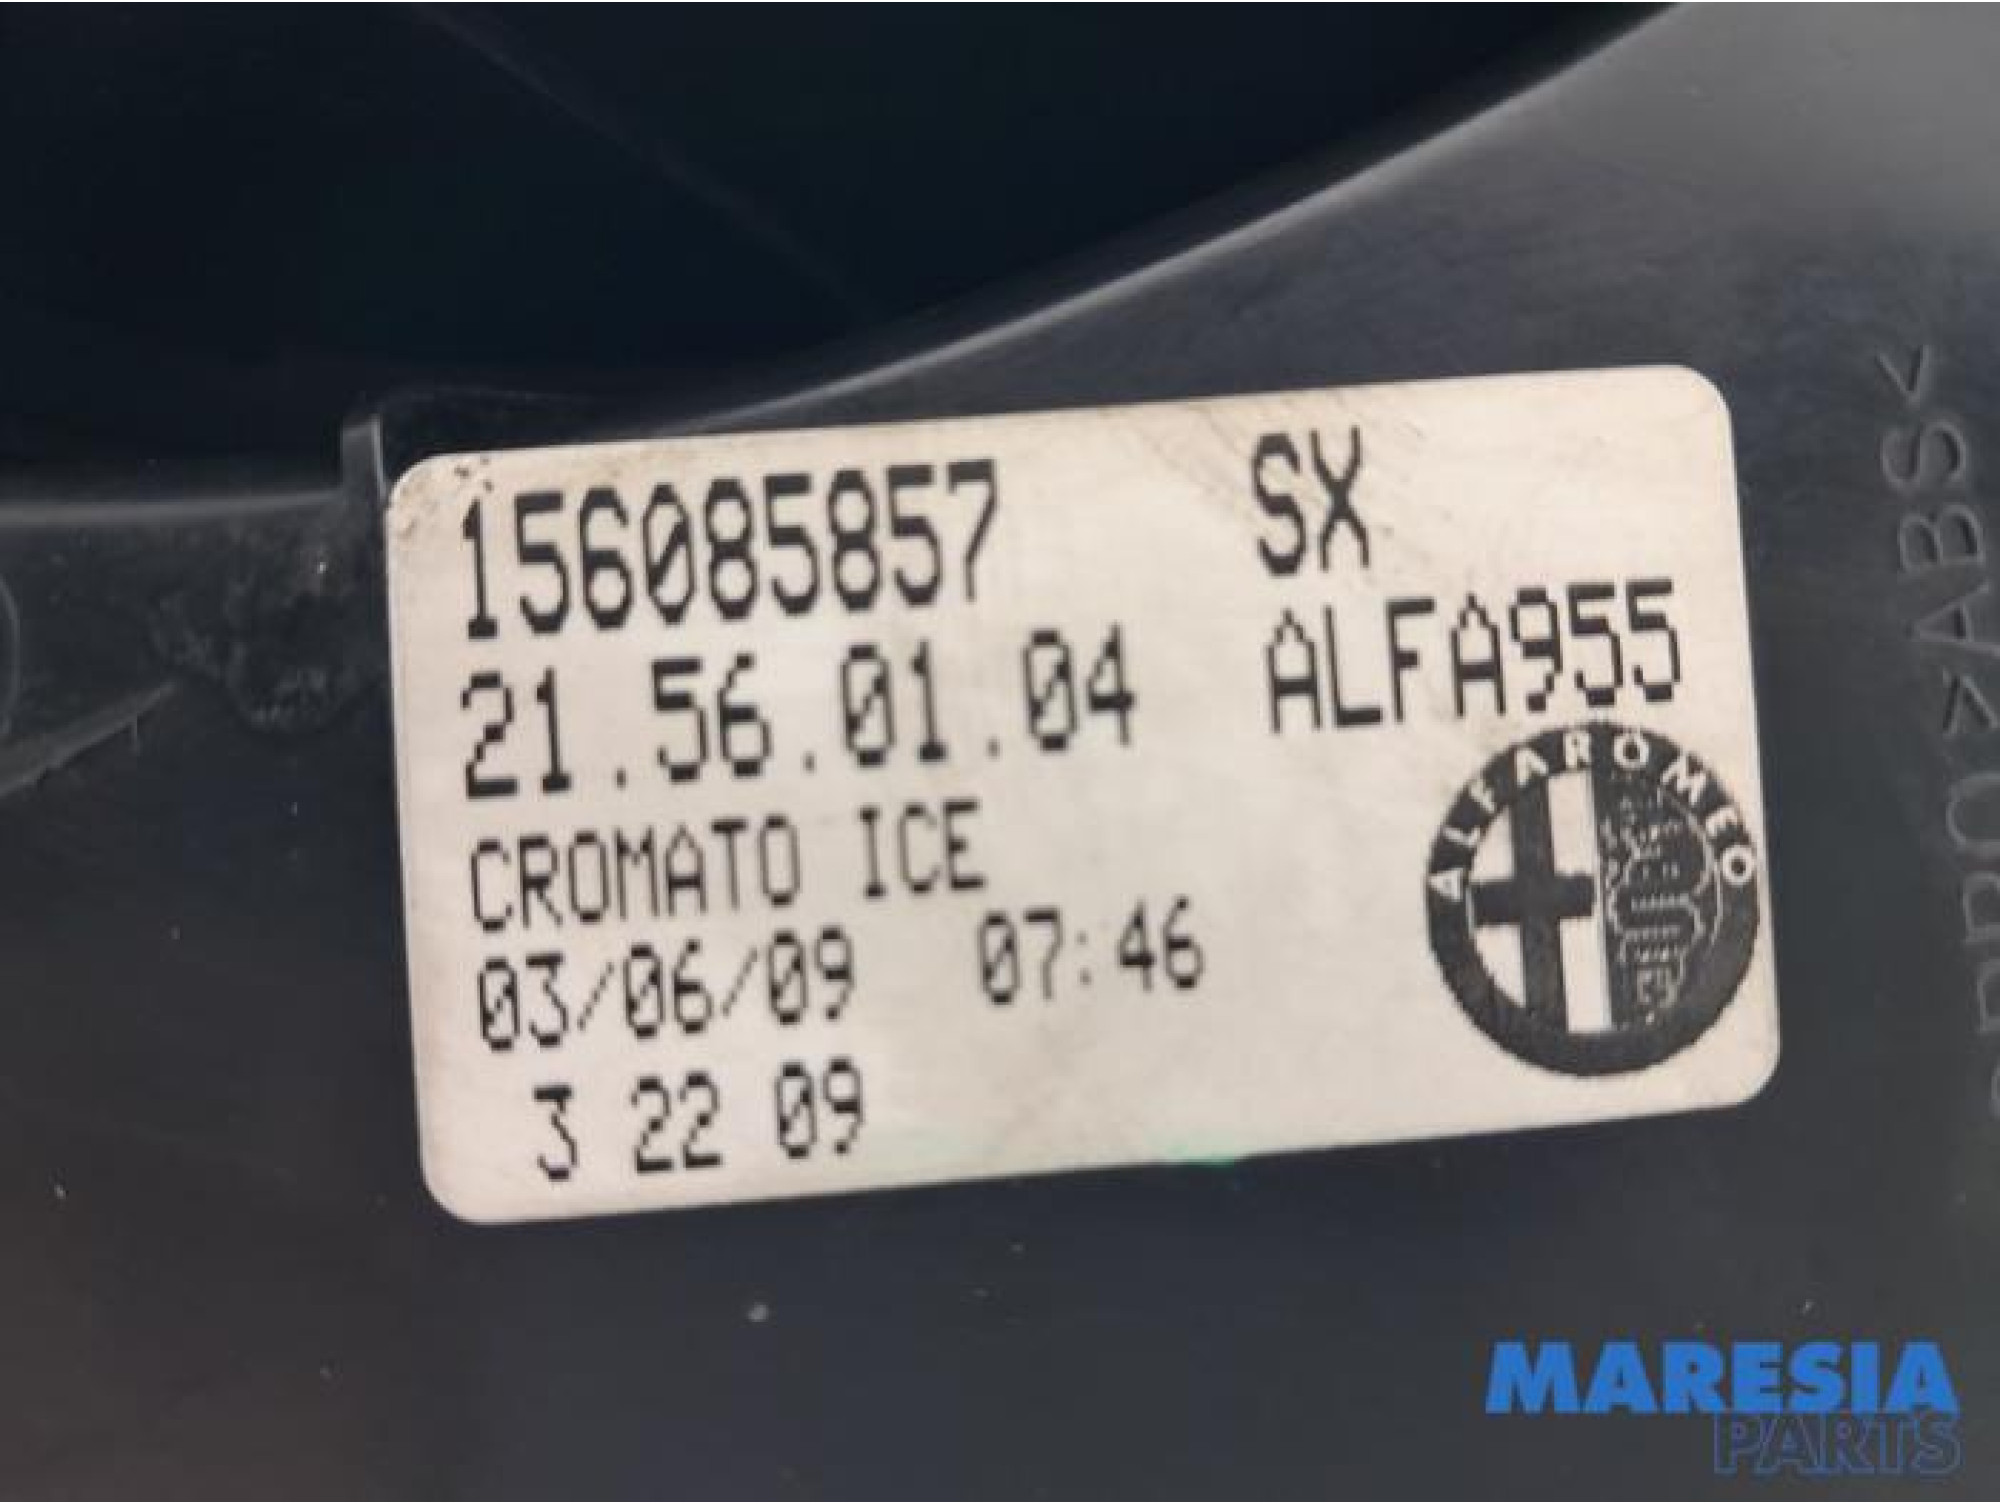 156085857 SX
21.56.01.04 ALFA955
CROMATO ICE
03/06/09 07:46
3 22 09
ALFA ROMEO
>ABS<
MARESIA
PARTS